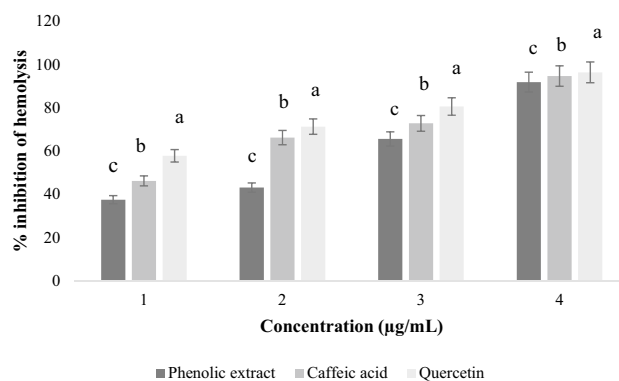 120
100
80
60
40
20
0
% inhibition of hemolysis
c b a
c b a
c b a
c b a
1 2 3 4
Concentration (µg/mL)
Phenolic extract Caffeic acid Quercetin